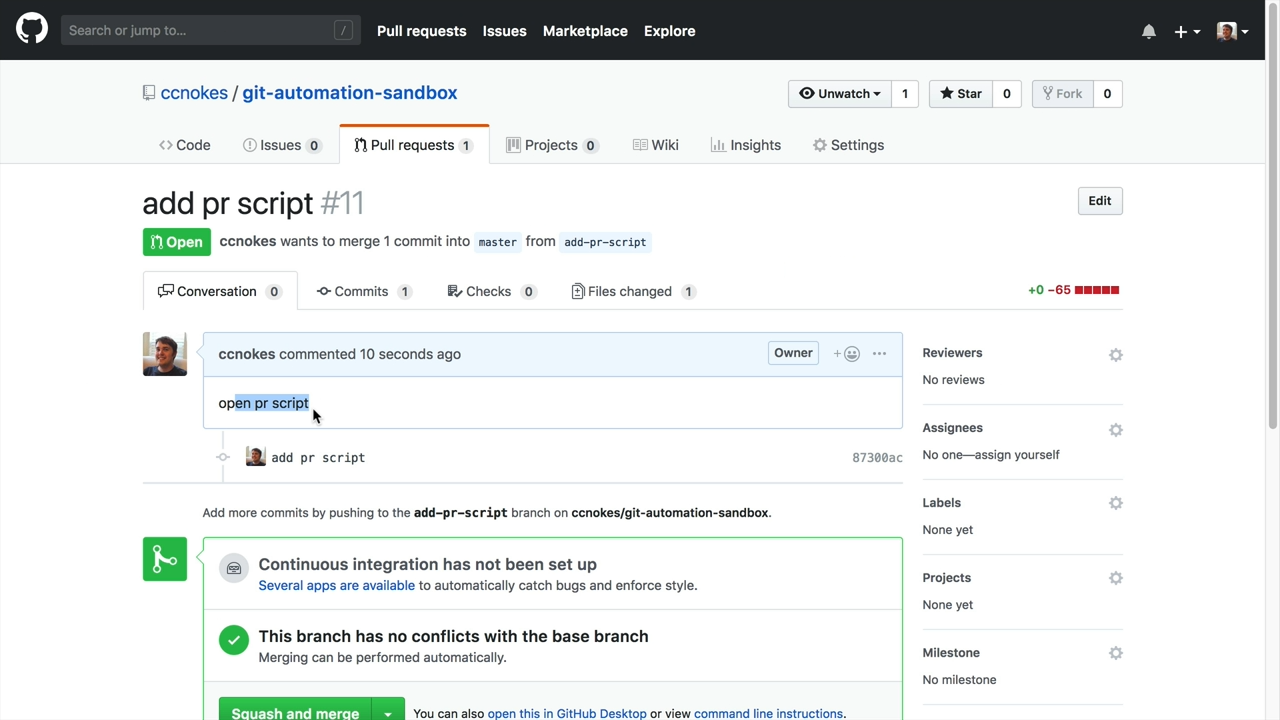 Search or jump to... /
Pull requests Issues Marketplace Explore
ccnokes / git-automation-sandbox
Unwatch 1 Star 0 Fork 0
Code Issues 0 Pull requests 1 Projects 0 Wiki Insights Settings
add pr script #11
Edit
Open ccnokes wants to merge 1 commit into master from add-pr-script
Conversation 0 Commits 1 Checks 0 Files changed 1 +0 −65
ccnokes commented 10 seconds ago Owner + ...
open pr script
add pr script 87300ac
Add more commits by pushing to the add-pr-script branch on ccnokes/git-automation-sandbox.
Continuous integration has not been set up
Several apps are available to automatically catch bugs and enforce style.
This branch has no conflicts with the base branch
Merging can be performed automatically.
Squash and merge You can also open this in GitHub Desktop or view command line instructions.
Reviewers
No reviews
Assignees
No one—assign yourself
Labels
None yet
Projects
None yet
Milestone
No milestone